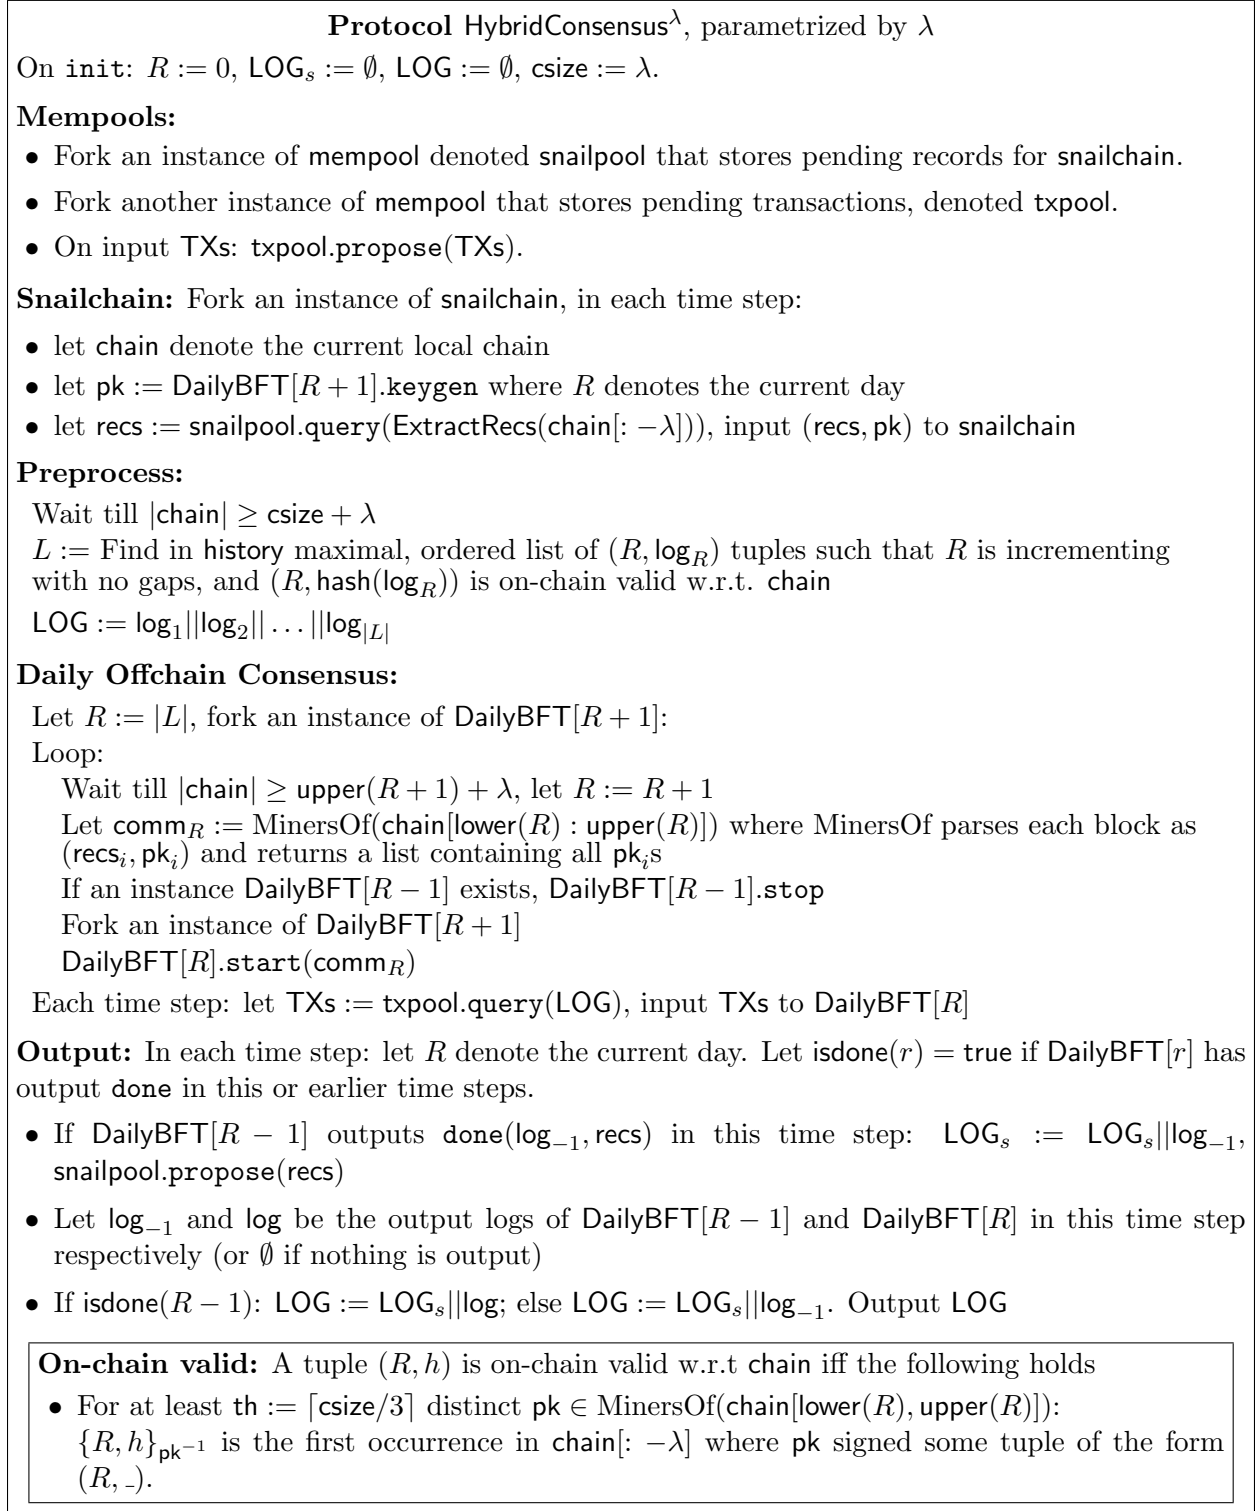 Protocol HybridConsensus^λ, parametrized by λ
On init: R := 0, LOG_s := ∅, LOG := ∅, csize := λ.
Mempools:
• Fork an instance of mempool denoted snailpool that stores pending records for snailchain.
• Fork another instance of mempool that stores pending transactions, denoted txpool.
• On input TXs: txpool.propose(TXs).
Snailchain: Fork an instance of snailchain, in each time step:
• let chain denote the current local chain
• let pk := DailyBFT[R + 1].keygen where R denotes the current day
• let recs := snailpool.query(ExtractRecs(chain[: −λ])), input (recs, pk) to snailchain
Preprocess:
Wait till |chain| ≥ csize + λ
L := Find in history maximal, ordered list of (R, log_R) tuples such that R is incrementing
with no gaps, and (R, hash(log_R)) is on-chain valid w.r.t. chain
LOG := log_1||log_2|| . . . ||log_|L|
Daily Offchain Consensus:
Let R := |L|, fork an instance of DailyBFT[R + 1]:
Loop:
Wait till |chain| ≥ upper(R + 1) + λ, let R := R + 1
Let comm_R := MinersOf(chain[lower(R) : upper(R)]) where MinersOf parses each block as
(recs_i, pk_i) and returns a list containing all pk_is
If an instance DailyBFT[R − 1] exists, DailyBFT[R − 1].stop
Fork an instance of DailyBFT[R + 1]
DailyBFT[R].start(comm_R)
Each time step: let TXs := txpool.query(LOG), input TXs to DailyBFT[R]
Output: In each time step: let R denote the current day. Let isdone(r) = true if DailyBFT[r] has
output done in this or earlier time steps.
• If DailyBFT[R − 1] outputs done(log_−1, recs) in this time step: LOG_s := LOG_s||log_−1,
snailpool.propose(recs)
• Let log_−1 and log be the output logs of DailyBFT[R − 1] and DailyBFT[R] in this time step
respectively (or ∅ if nothing is output)
• If isdone(R − 1): LOG := LOG_s||log; else LOG := LOG_s||log_−1. Output LOG
On-chain valid: A tuple (R, h) is on-chain valid w.r.t chain iff the following holds
• For at least th := ⌈csize/3⌉ distinct pk ∈ MinersOf(chain[lower(R), upper(R)]):
{R, h}_pk^−1 is the first occurrence in chain[: −λ] where pk signed some tuple of the form
(R, _).